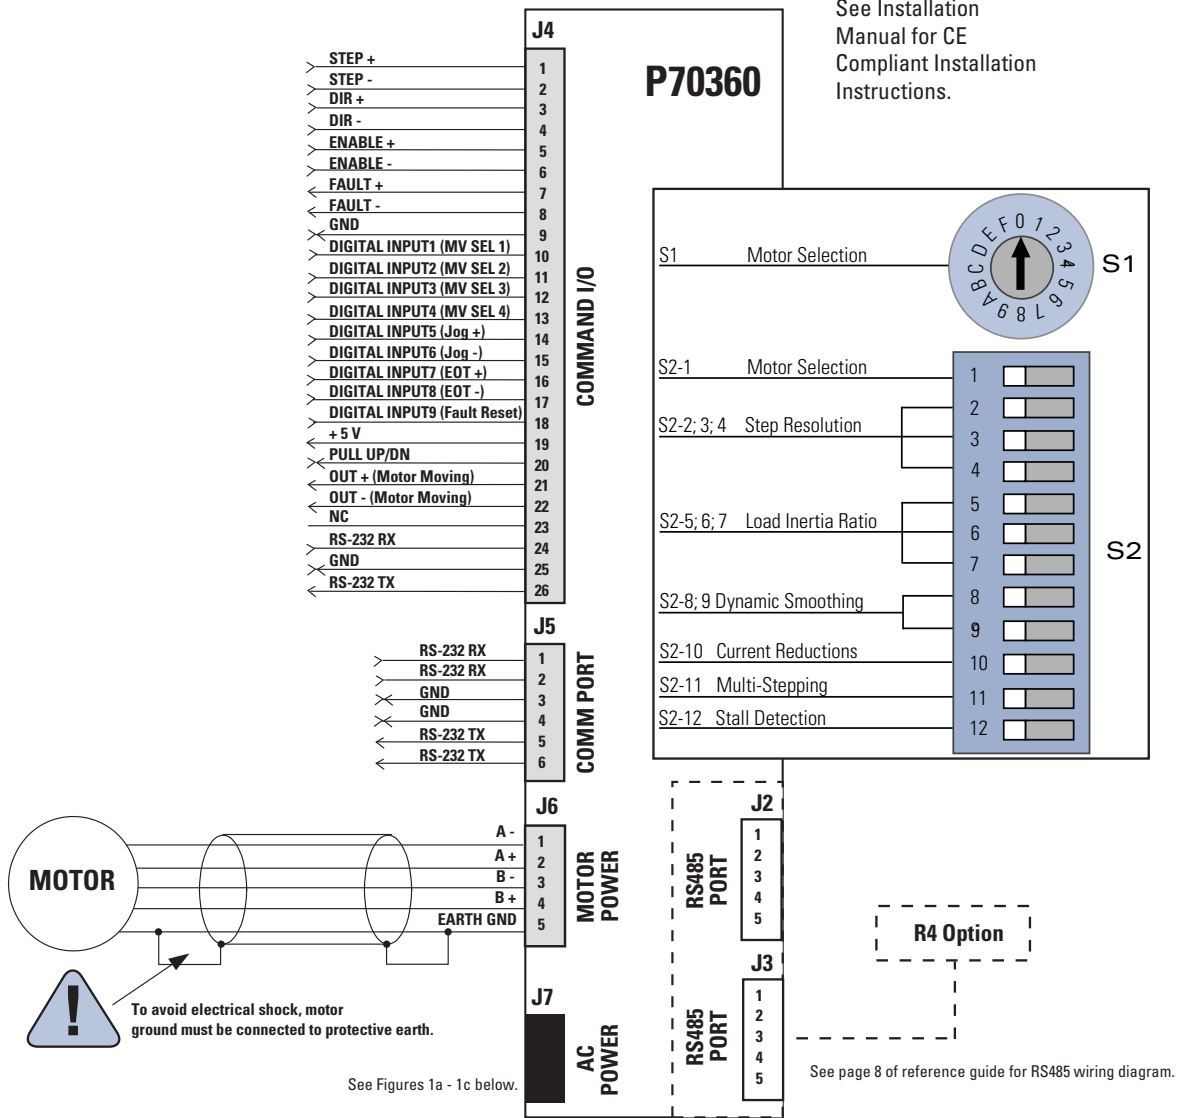 See Installation
Manual for CE
Compliant Installation
Instructions.
P70360
J4
STEP + 1
STEP - 2
DIR + 3
DIR - 4
ENABLE + 5
ENABLE - 6
FAULT + 7
FAULT - 8
GND 9
DIGITAL INPUT1 (MV SEL 1) 10
DIGITAL INPUT2 (MV SEL 2) 11
DIGITAL INPUT3 (MV SEL 3) 12
DIGITAL INPUT4 (MV SEL 4) 13
DIGITAL INPUT5 (Jog +) 14
DIGITAL INPUT6 (Jog -) 15
DIGITAL INPUT7 (EOT +) 16
DIGITAL INPUT8 (EOT -) 17
DIGITAL INPUT9 (Fault Reset) 18
+ 5 V 19
PULL UP/DN 20
OUT + (Motor Moving) 21
OUT - (Motor Moving) 22
NC 23
RS-232 RX 24
GND 25
RS-232 TX 26
COMMAND I/O
S1 Motor Selection
0 1 2 3 4 5 6 7 8 9 A B C D E F
S1
S2-1 Motor Selection
S2-2; 3; 4 Step Resolution
S2-5; 6; 7 Load Inertia Ratio
S2-8; 9 Dynamic Smoothing
S2-10 Current Reductions
S2-11 Multi-Stepping
S2-12 Stall Detection
1
2
3
4
5
6
7
8
9
10
11
12
S2
J5
RS-232 RX 1
RS-232 RX 2
GND 3
GND 4
RS-232 TX 5
RS-232 TX 6
COMM PORT
J6
A - 1
A + 2
B - 3
B + 4
EARTH GND 5
MOTOR
POWER
MOTOR
!
To avoid electrical shock, motor
ground must be connected to protective earth.
J7
AC
POWER
See Figures 1a - 1c below.
J2
1
2
3
4
5
RS485
PORT
J3
1
2
3
4
5
RS485
PORT
R4 Option
See page 8 of reference guide for RS485 wiring diagram.